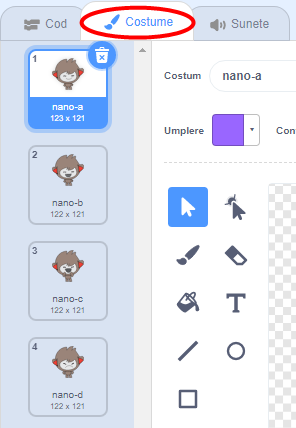 Cod
Costume
Sunete
1
nano-a
123 x 121
2
nano-b
122 x 121
3
nano-c
122 x 121
4
nano-d
122 x 121
Costum
nano-a
Umplere
Con
T